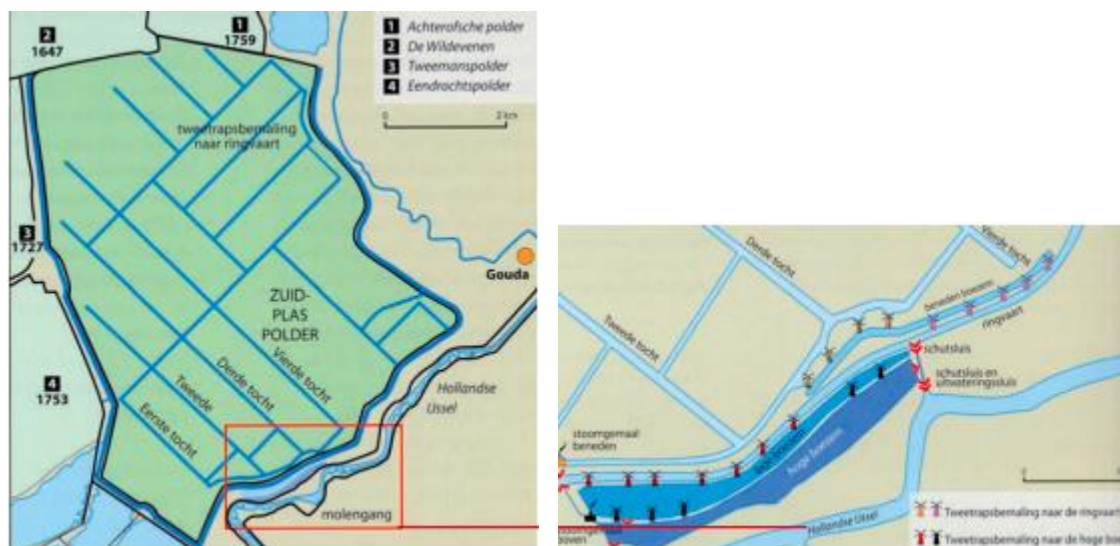 2
1647
1
1759
1 Achterofsche polder
2 De Wildevenen
3 Tweemanspolder
4 Eendrachtspolder
0 2 km
tweetrapsbemaling
naar ringvaart
3
1727
Gouda
ZUID-
PLAS
POLDER
4
1753
Vierde tocht
Derde tocht
Tweede
Eerste tocht
Hollandse
IJssel
molengang
Derde tocht
Vierde tocht
beneden boezem
ringvaart
Tweede tocht
schutsluis
schutsluis en
uitwateringssluis
stoomgemaal
beneden
hoge boezem
Hollandse IJssel
Tweetrapsbemaling naar de ringvaart
Tweetrapsbemaling naar de hoge